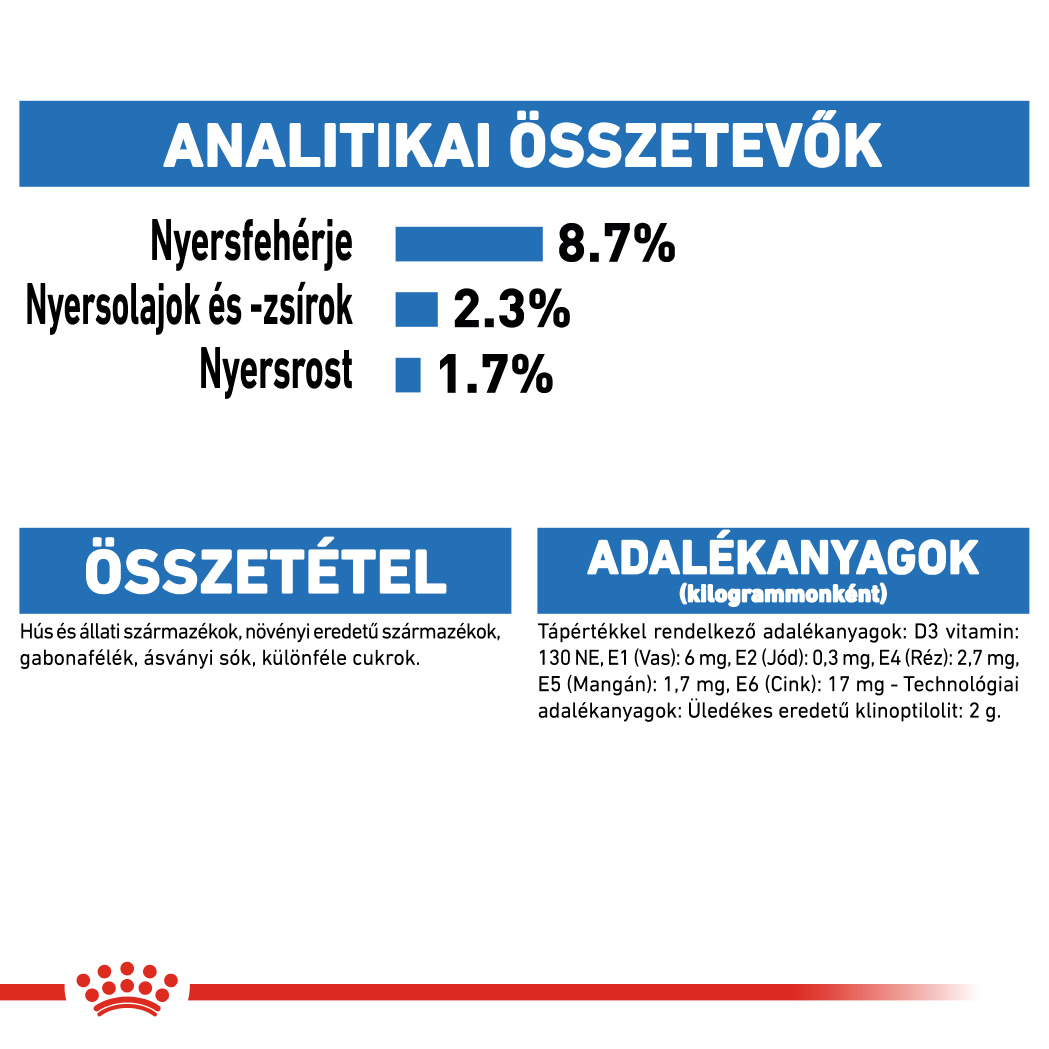 ANALITIKAI ÖSSZETEVŐK
Nyersfehérje 8.7%
Nyersolajok és -zsírok 2.3%
Nyersrost 1.7%
ÖSSZETÉTEL
Hús és állati származékok, növényi eredetű származékok,
gabonafélék, ásványi sók, különféle cukrok.
ADALÉKANYAGOK
(kilogrammonként)
Tápértékkel rendelkező adalékanyagok: D3 vitamin:
130 NE, E1 (Vas): 6 mg, E2 (Jód): 0,3 mg, E4 (Réz): 2,7 mg,
E5 (Mangán): 1,7 mg, E6 (Cink): 17 mg - Technológiai
adalékanyagok: Üledékes eredetű klinoptilolit: 2 g.